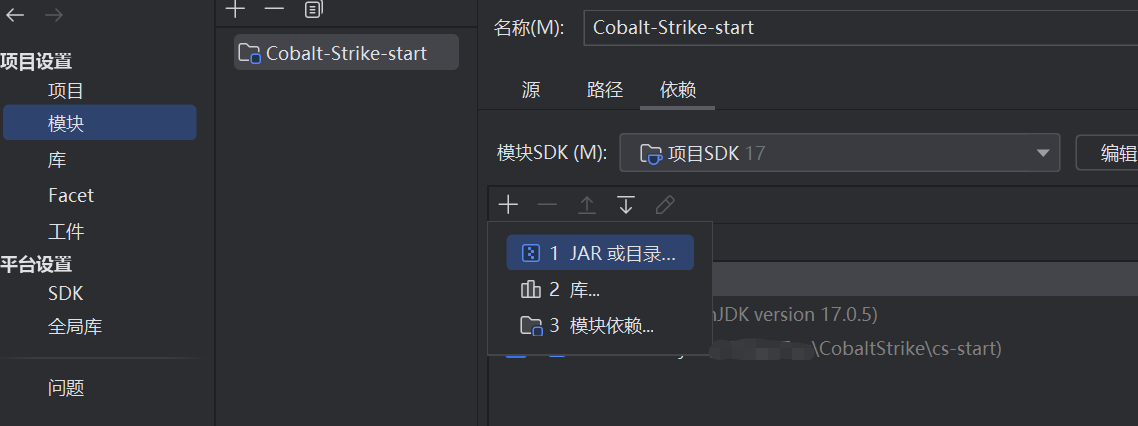 项目设置
项目
模块
库
Facet
工件
平台设置
SDK
全局库
问题
Cobalt-Strike-start
名称(M): Cobalt-Strike-start
源 路径 依赖
模块SDK (M): 项目SDK 17 编辑
1 JAR 或目录...
2 库...
3 模块依赖...
JDK version 17.0.5)
\CobaltStrike\cs-start)